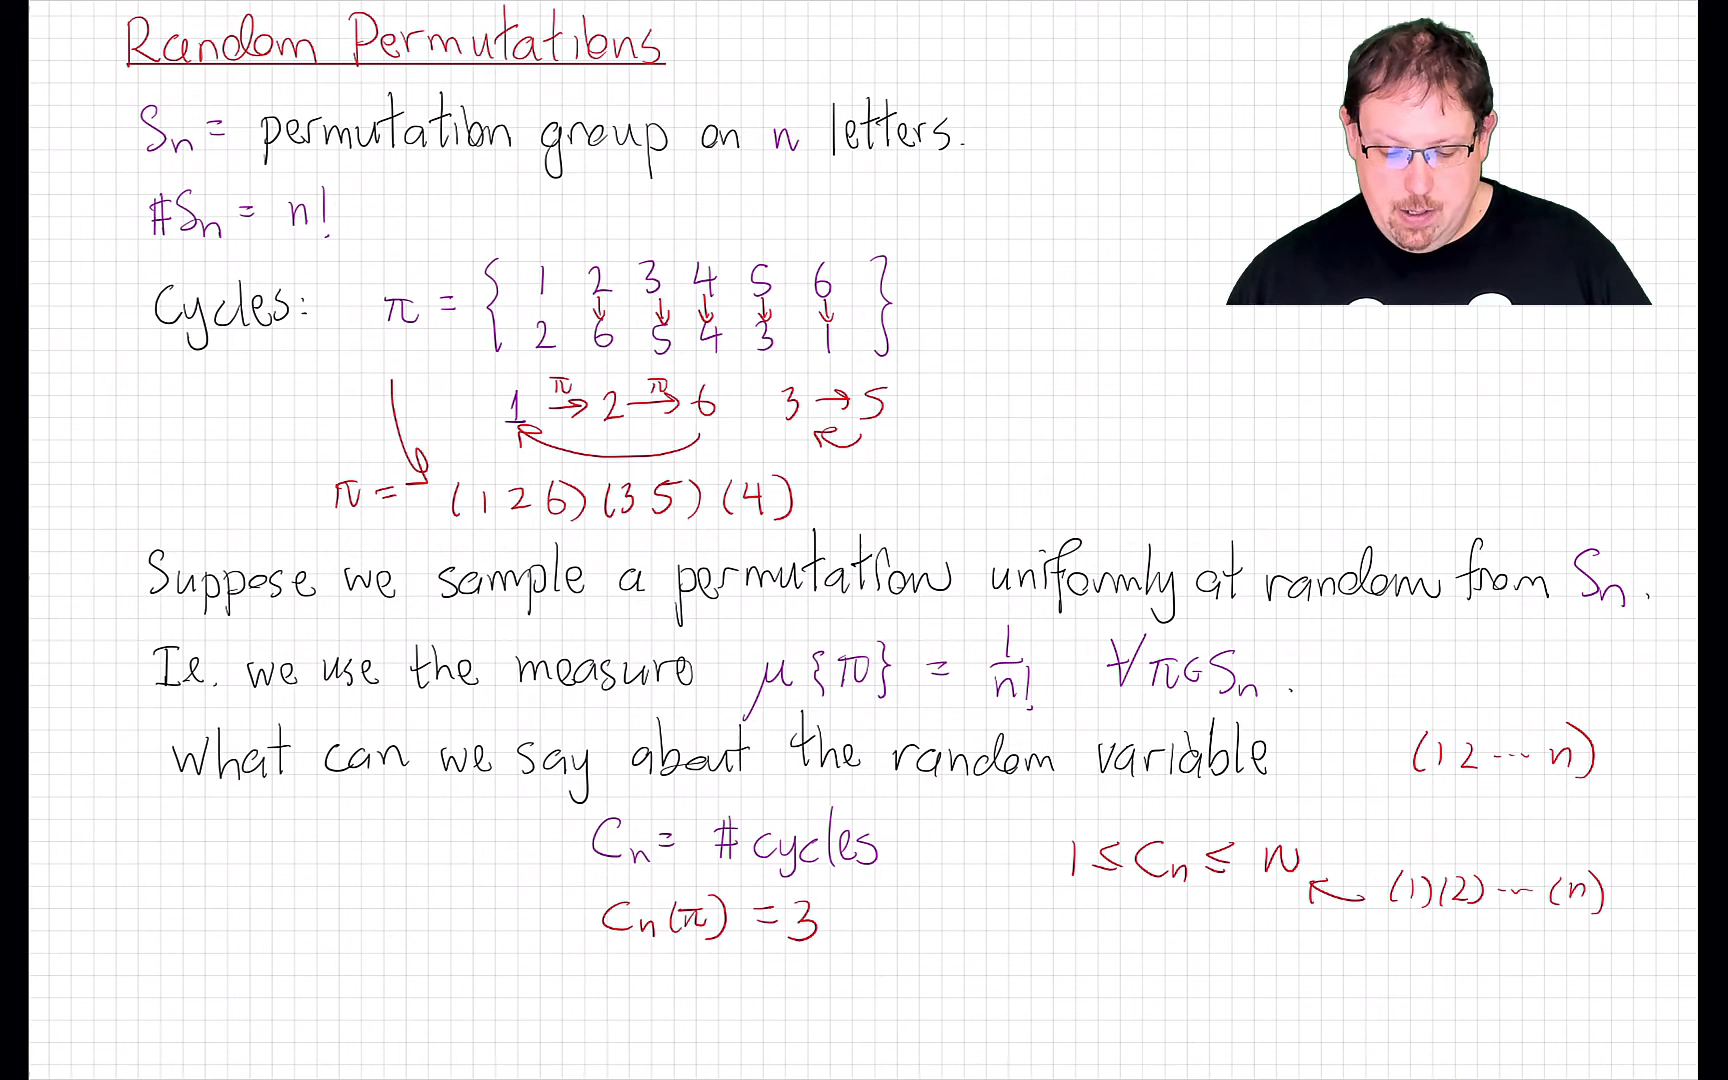 Random Permutations
Sn = permutation group on n letters.
#Sn = n!
Cycles: π = { 1 2 3 4 5 6 }
↓ ↓ ↓ ↓ ↓
2 6 5 4 3 1
1 →π 2 →π 6 3 → 5
π = (1 2 6)(3 5)(4)
Suppose we sample a permutation uniformly at random from Sn.
I.e. we use the measure μ{π} = 1/n! ∀π∈Sn.
What can we say about the random variable (1 2 ... n)
Cn = # cycles
1 ≤ Cn ≤ n
(1)(2) ... (n)
Cn(π) = 3